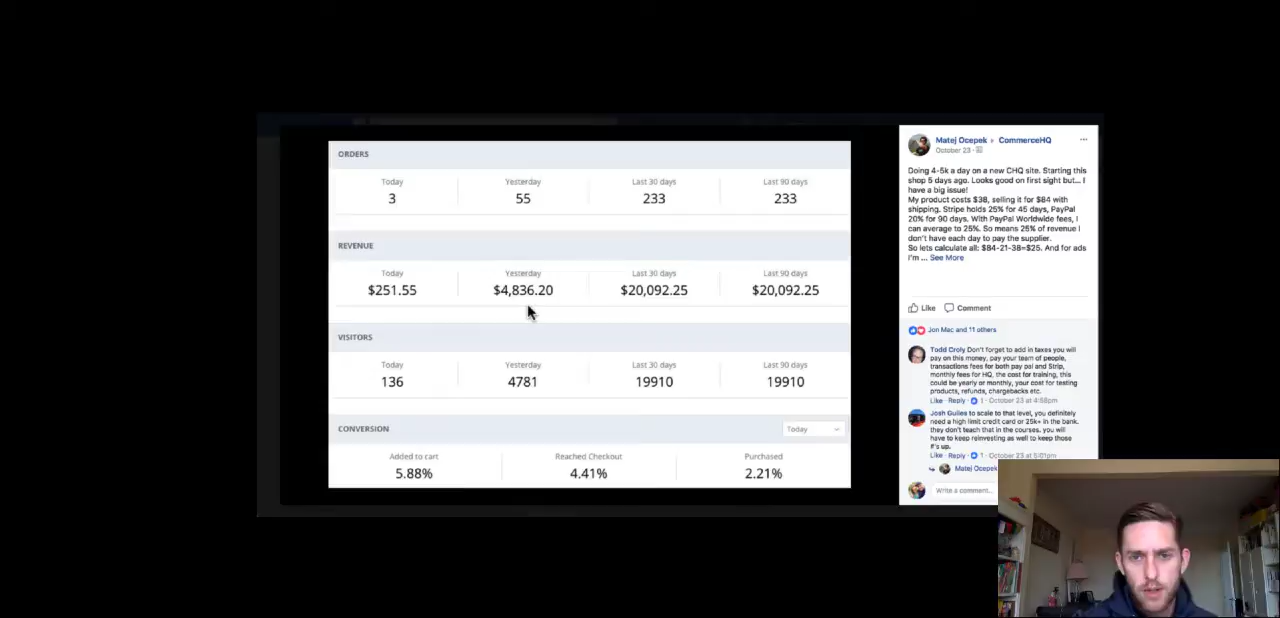 ORDERS
Today Yesterday Last 30 days Last 90 days
3 55 233 233
REVENUE
Today Yesterday Last 30 days Last 90 days
$251.55 $4,836.20 $20,092.25 $20,092.25
VISITORS
Today Yesterday Last 30 days Last 90 days
136 4781 19910 19910
CONVERSION Today
Added to cart Reached Checkout Purchased
5.88% 4.41% 2.21%
Matej Ocepek CommerceHQ
October 23
Doing 4-5k a day on a new CHQ site. Starting this
shop 5 days ago. Looks good on first sight but... I
have a big issue!
My product costs $38, selling it for $84 with
shipping. Stripe holds 25% for 45 days, PayPal
20% for 90 days. With PayPal Worldwide fees, I
can average to 25%. So means 25% of revenue I
don't have each day to pay the supplier.
So lets calculate all: $84-21-38=$25. And for ads
I'm ... See More
Like Comment
Jon Mac and 11 others
Todd Croly Don't forget to add in taxes you will
pay on this money, pay your team of people,
transactions fees for both pay pal and Strip,
monthly fees for HQ, the cost for training, this
could be yearly or monthly, your cost for testing
products, refunds, chargebacks etc.
Like · Reply · 1 · October 23 at 4:58pm
Josh Guiles to scale to that level, you definitely
need a high limit credit card or 25k+ in the bank.
they don't teach that in the courses. you will
have to keep reinvesting as well to keep those
#'s up.
Like · Reply · 1 · October 23 at 5:01pm
Matej Ocepek
Write a comment...